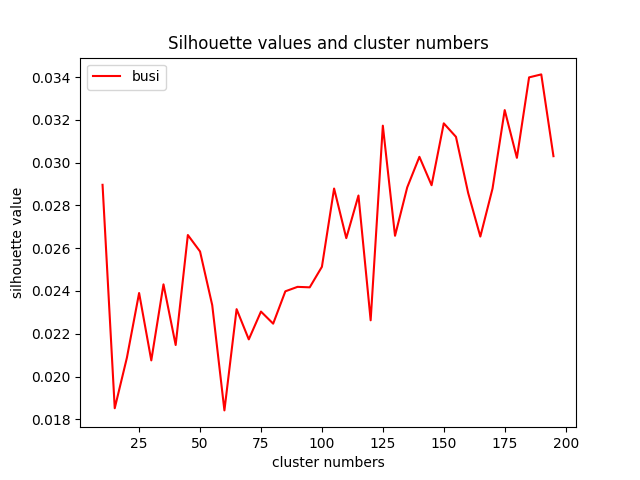 Silhouette values and cluster numbers
busi
silhouette value
0.034
0.032
0.030
0.028
0.026
0.024
0.022
0.020
0.018
25 50 75 100 125 150 175 200
cluster numbers